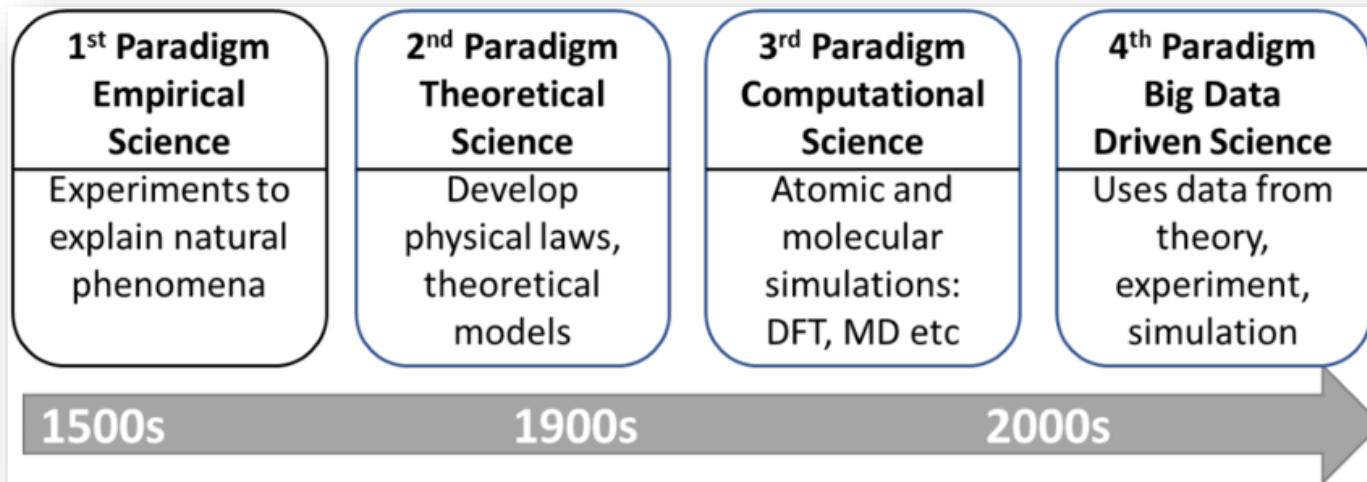 1st Paradigm
Empirical
Science
Experiments to
explain natural
phenomena
2nd Paradigm
Theoretical
Science
Develop
physical laws,
theoretical
models
3rd Paradigm
Computational
Science
Atomic and
molecular
simulations:
DFT, MD etc
4th Paradigm
Big Data
Driven Science
Uses data from
theory,
experiment,
simulation
1500s
1900s
2000s